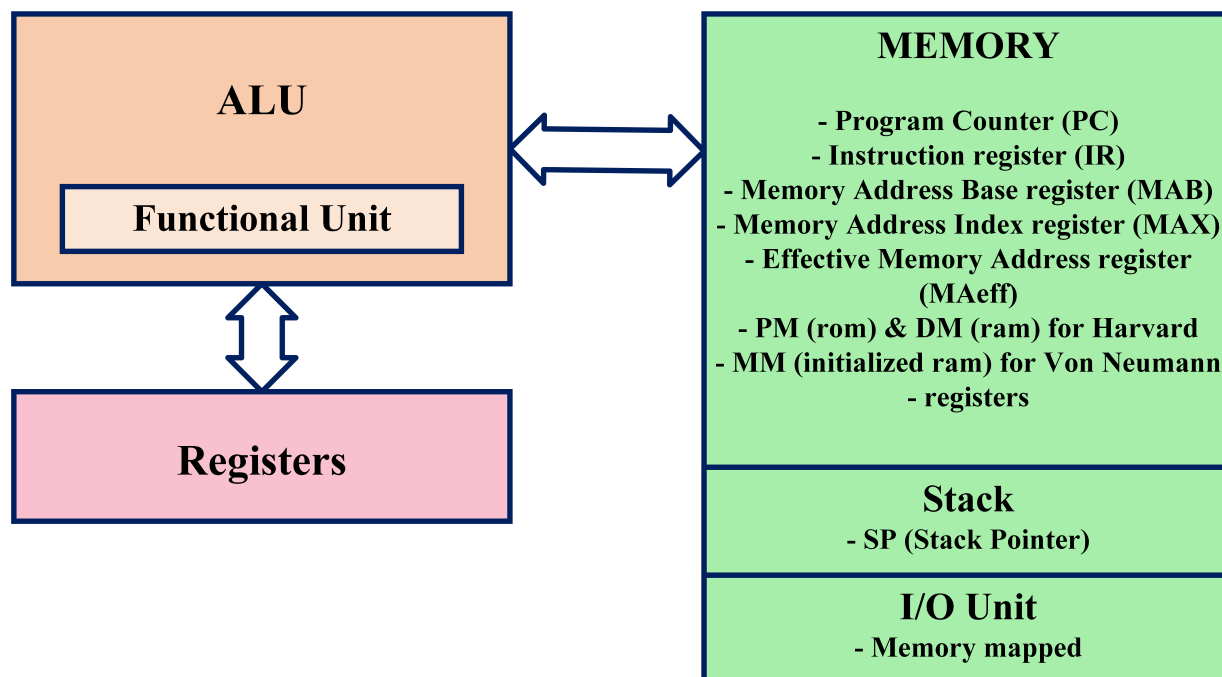 ALU
Functional Unit
Registers
MEMORY
- Program Counter (PC)
- Instruction register (IR)
- Memory Address Base register (MAB)
- Memory Address Index register (MAX)
- Effective Memory Address register
(MAeff)
- PM (rom) & DM (ram) for Harvard
- MM (initialized ram) for Von Neumann
- registers
Stack
- SP (Stack Pointer)
I/O Unit
- Memory mapped